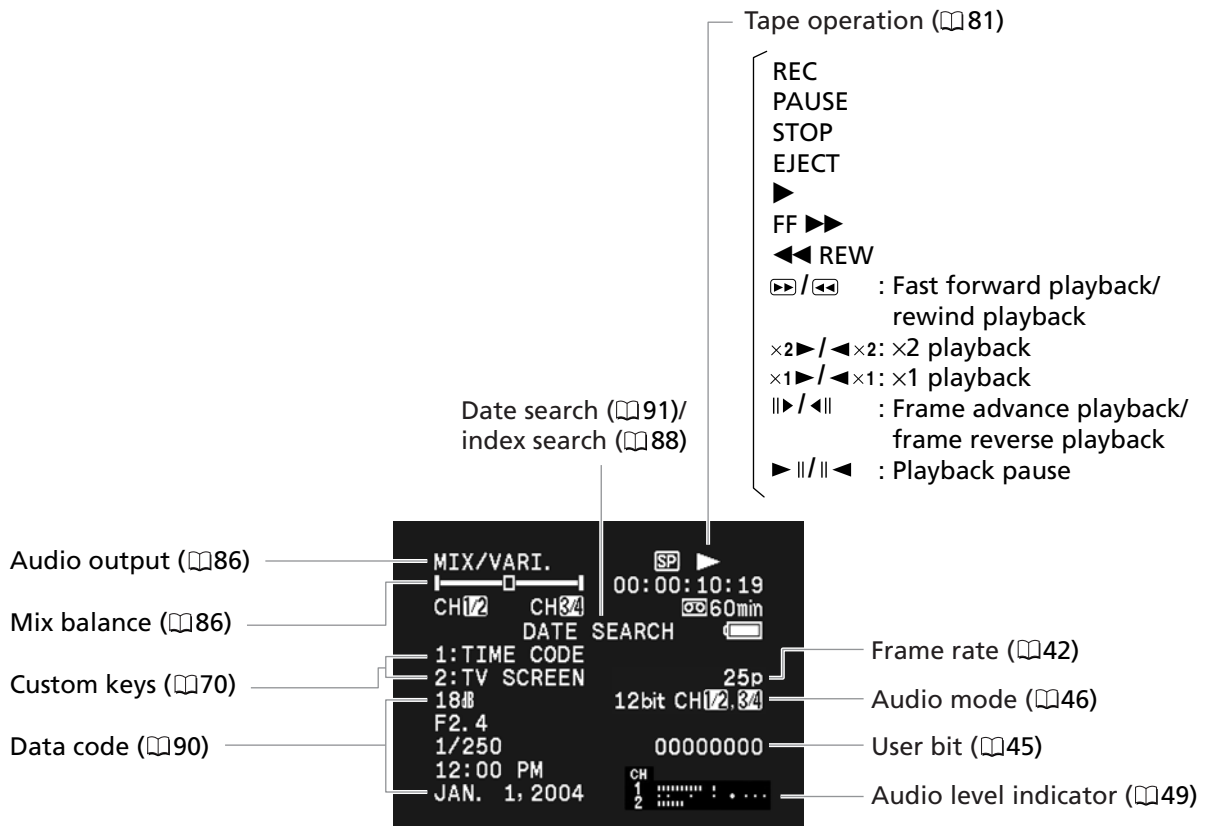 Tape operation (81)
REC
PAUSE
STOP
EJECT
▶
FF ▶▶
◀◀ REW
▶▶/◀◀ : Fast forward playback/
rewind playback
×2▶/◀×2: ×2 playback
×1▶/◀×1: ×1 playback
||▶/◀|| : Frame advance playback/
frame reverse playback
▶||/||◀ : Playback pause
Date search (91)/
index search (88)
Audio output (86)
Mix balance (86)
Custom keys (70)
Data code (90)
MIX/VARI.
SP ▶
00:00:10:19
CH1/2 CH3/4
60min
DATE SEARCH
1:TIME CODE
2:TV SCREEN
25p
18dB
12bit CH1/2,3/4
F2.4
1/250
00000000
12:00 PM
JAN. 1,2004
CH
1
2
Frame rate (42)
Audio mode (46)
User bit (45)
Audio level indicator (49)